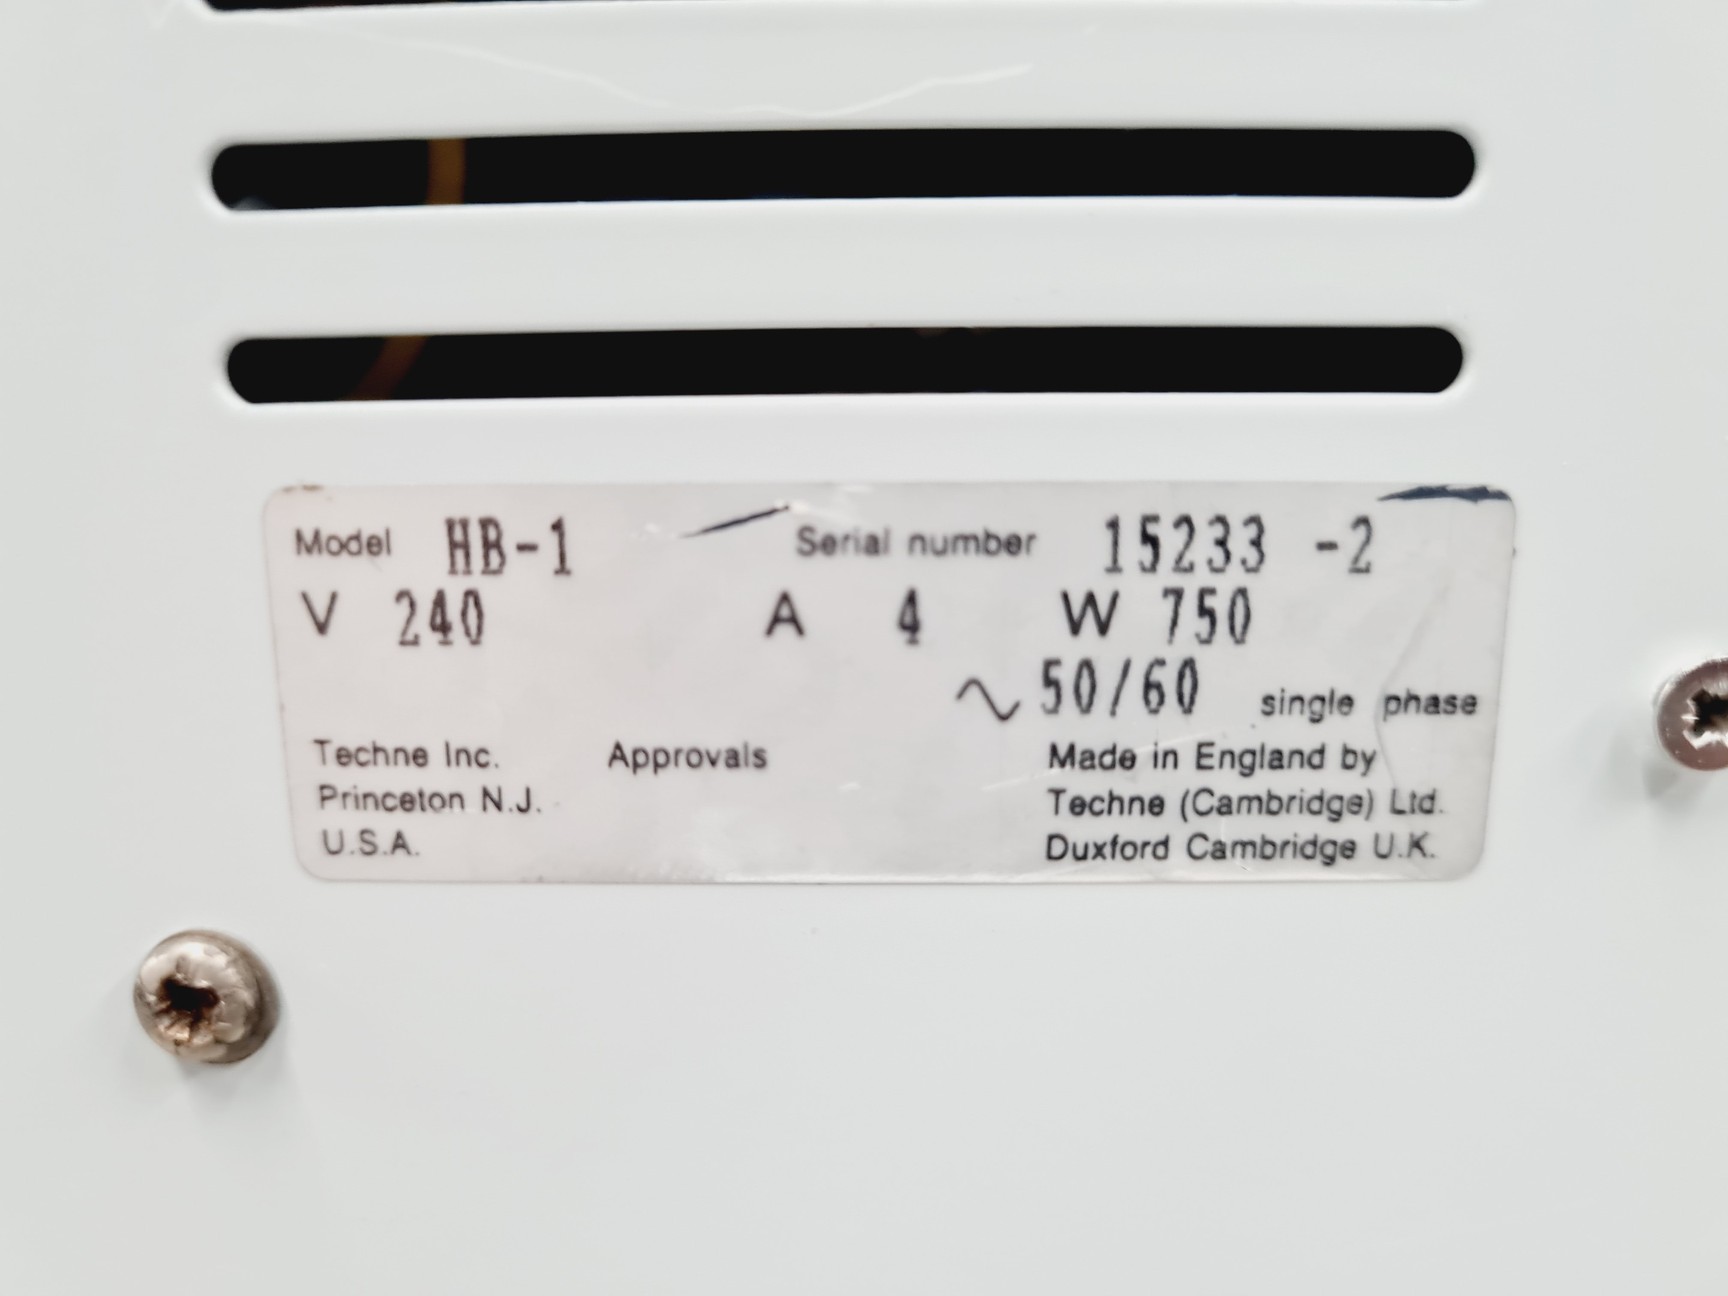 Model HB-1 Serial number 15233 -2
V 240 A 4 W 750
∿ 50/60 single phase
Techne Inc. Approvals Made in England by
Princeton N.J. Techne (Cambridge) Ltd.
U.S.A. Duxford Cambridge U.K.